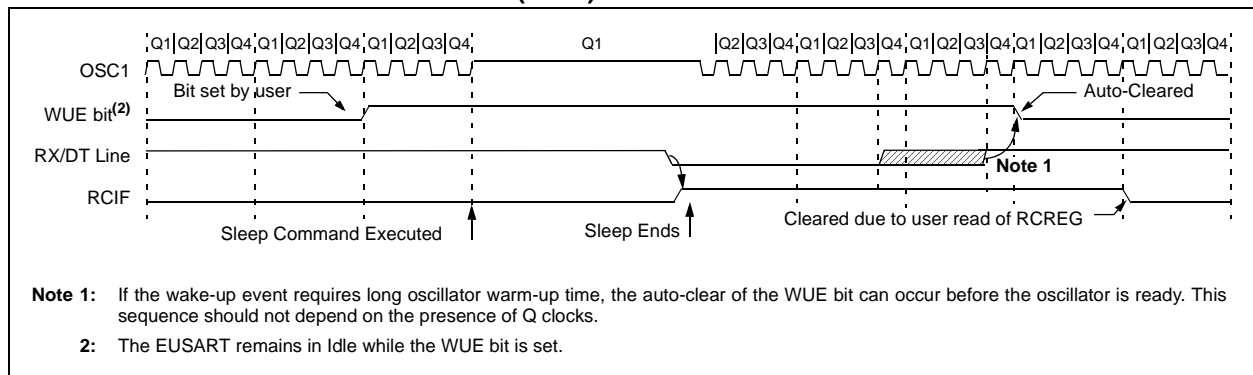 Q1 Q2 Q3 Q4 Q1 Q2 Q3 Q4 Q1 Q2 Q3 Q4 Q1 Q2 Q3 Q4 Q1 Q2 Q3 Q4 Q1 Q2 Q3 Q4 Q1 Q2 Q3 Q4 Q1 Q2 Q3 Q4
OSC1
Bit set by user
Auto-Cleared
WUE bit(2)
RX/DT Line
Note 1
RCIF
Cleared due to user read of RCREG
Sleep Command Executed
Sleep Ends
Note 1: If the wake-up event requires long oscillator warm-up time, the auto-clear of the WUE bit can occur before the oscillator is ready. This
sequence should not depend on the presence of Q clocks.
2: The EUSART remains in Idle while the WUE bit is set.